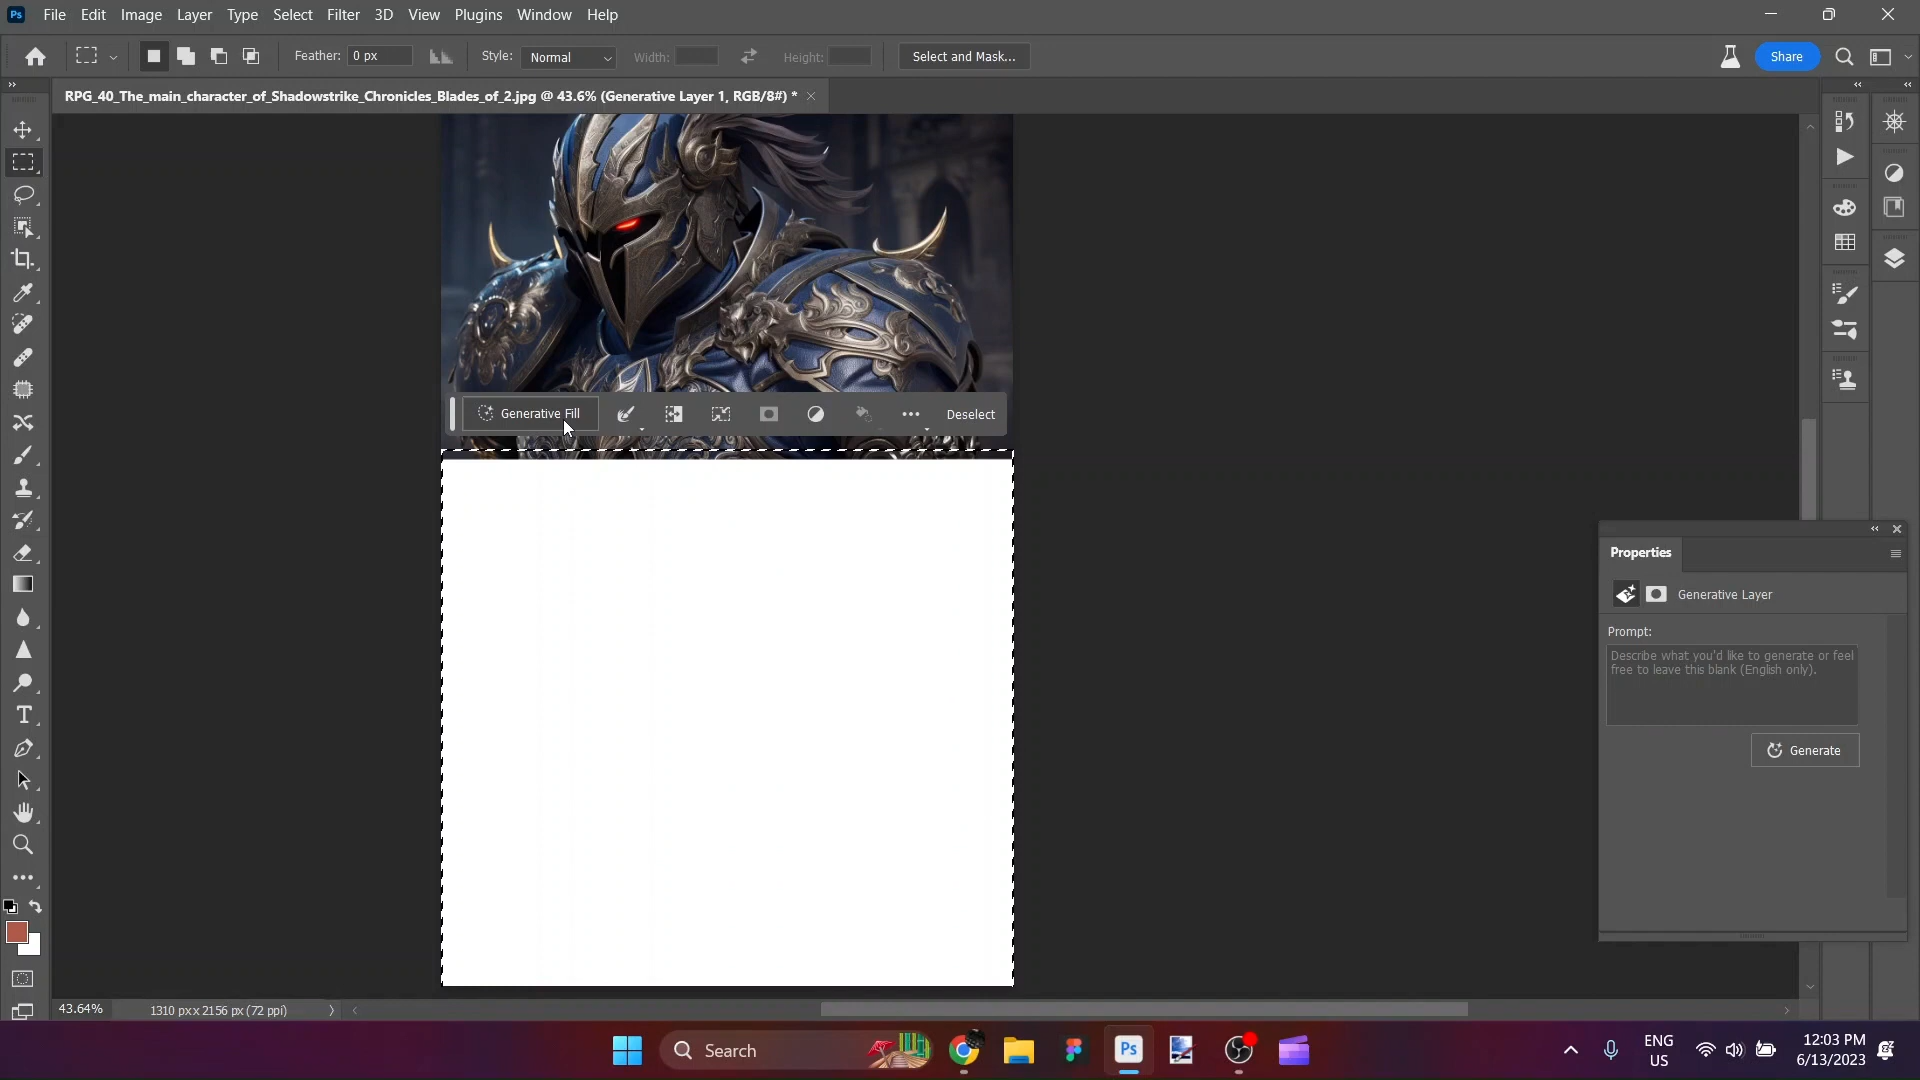 Ps File Edit Image Layer Type Select Filter 3D View Plugins Window Help
Feather: 0 px Style: Normal Width: Height: Select and Mask... Share
RPG_40_The_main_character_of_Shadowstrike_Chronicles_Blades_of_2.jpg @ 43.6% (Generative Layer 1, RGB/8#) * ×
Generative Fill Deselect
Properties
Generative Layer
Prompt:
Describe what you'd like to generate or feel
free to leave this blank (English only).
Generate
43.64% 1310 px x 2156 px (72 ppi)
Search Ps
ENG
US
12:03 PM
6/13/2023